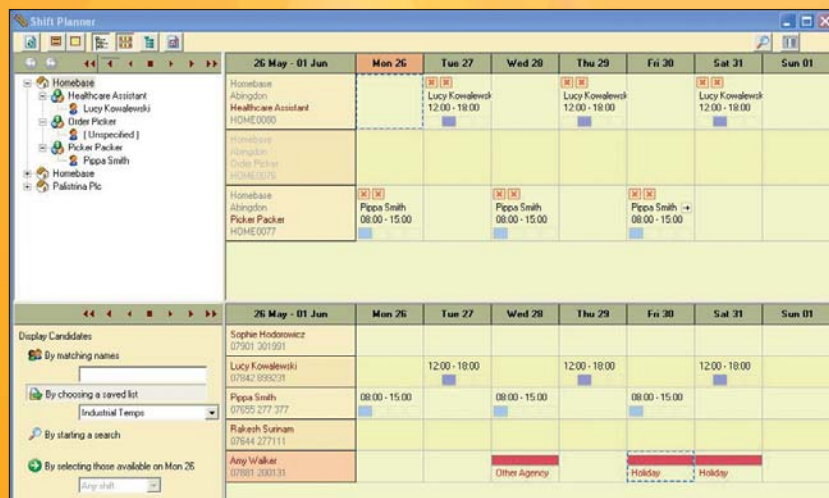 Shift Planner
26 May - 01 Jun Mon 26 Tue 27 Wed 28 Thu 29 Fri 30 Sat 31 Sun 01
Homebase
Healthcare Assistant
Lucy Kowalewski
Order Picker
[Unspecified]
Picker Packer
Pippa Smith
Homebase
Palistrina Plc
Homebase
Abingdon
Healthcare Assistant
HOME0080
Lucy Kowalewsk
12:00 - 18:00
Lucy Kowalewsk
12:00 - 18:00
Lucy Kowalewsk
12:00 - 18:00
Homebase
Abingdon
Order Picker
HOME0076
Homebase
Abingdon
Picker Packer
HOME0077
Pippa Smith
08:00 - 15:00
Pippa Smith
08:00 - 15:00
Pippa Smith
08:00 - 15:00
26 May - 01 Jun Mon 26 Tue 27 Wed 28 Thu 29 Fri 30 Sat 31 Sun 01
Display Candidates
By matching names
By choosing a saved list
Industrial Temps
By starting a search
By selecting those available on Mon 26
Any shift
Sophie Hodorowicz
07901 301991
Lucy Kowalewski
07842 899231
12:00 - 18:00 12:00 - 18:00 12:00 - 18:00
Pippa Smith
07655 277 377
08:00 - 15:00 08:00 - 15:00 08:00 - 15:00
Rakesh Surinam
07644 277111
Amy Walker
07881 200131
Other Agency Holiday Holiday